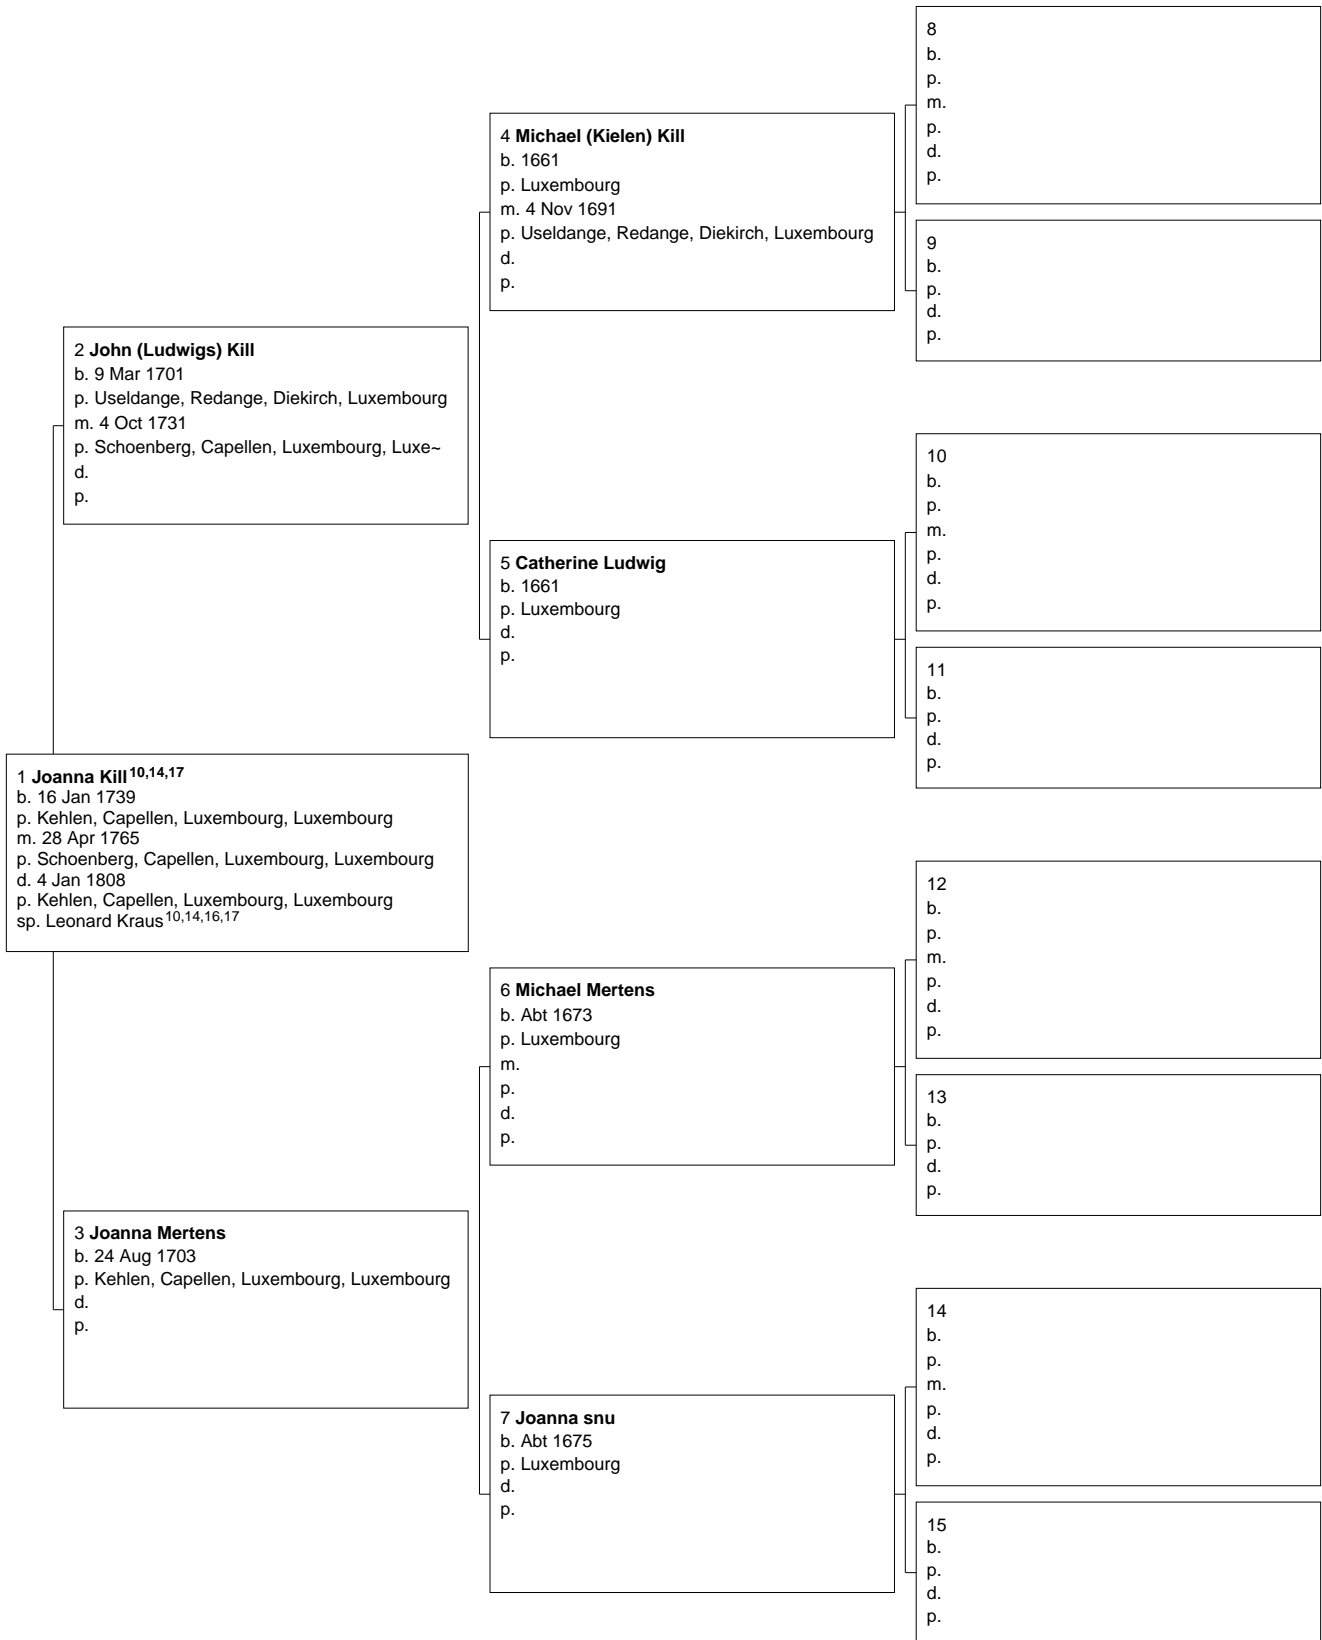 8
b.
p.
m.
p.
d.
p.
4 Michael (Kielen) Kill
b. 1661
p. Luxembourg
m. 4 Nov 1691
p. Useldange, Redange, Diekirch, Luxembourg
d.
p.
9
b.
p.
d.
p.
2 John (Ludwigs) Kill
b. 9 Mar 1701
p. Useldange, Redange, Diekirch, Luxembourg
m. 4 Oct 1731
p. Schoenberg, Capellen, Luxembourg, Luxe~
d.
p.
10
b.
p.
m.
p.
d.
p.
5 Catherine Ludwig
b. 1661
p. Luxembourg
d.
p.
11
b.
p.
d.
p.
1 Joanna Kill10,14,17
b. 16 Jan 1739
p. Kehlen, Capellen, Luxembourg, Luxembourg
m. 28 Apr 1765
p. Schoenberg, Capellen, Luxembourg, Luxembourg
d. 4 Jan 1808
p. Kehlen, Capellen, Luxembourg, Luxembourg
sp. Leonard Kraus10,14,16,17
12
b.
p.
m.
p.
d.
p.
6 Michael Mertens
b. Abt 1673
p. Luxembourg
m.
p.
d.
p.
13
b.
p.
d.
p.
3 Joanna Mertens
b. 24 Aug 1703
p. Kehlen, Capellen, Luxembourg, Luxembourg
d.
p.
14
b.
p.
m.
p.
d.
p.
7 Joanna snu
b. Abt 1675
p. Luxembourg
d.
p.
15
b.
p.
d.
p.